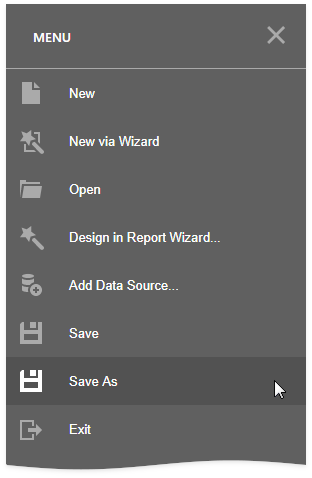 MENU
New
New via Wizard
Open
Design in Report Wizard...
Add Data Source...
Save
Save As
Exit